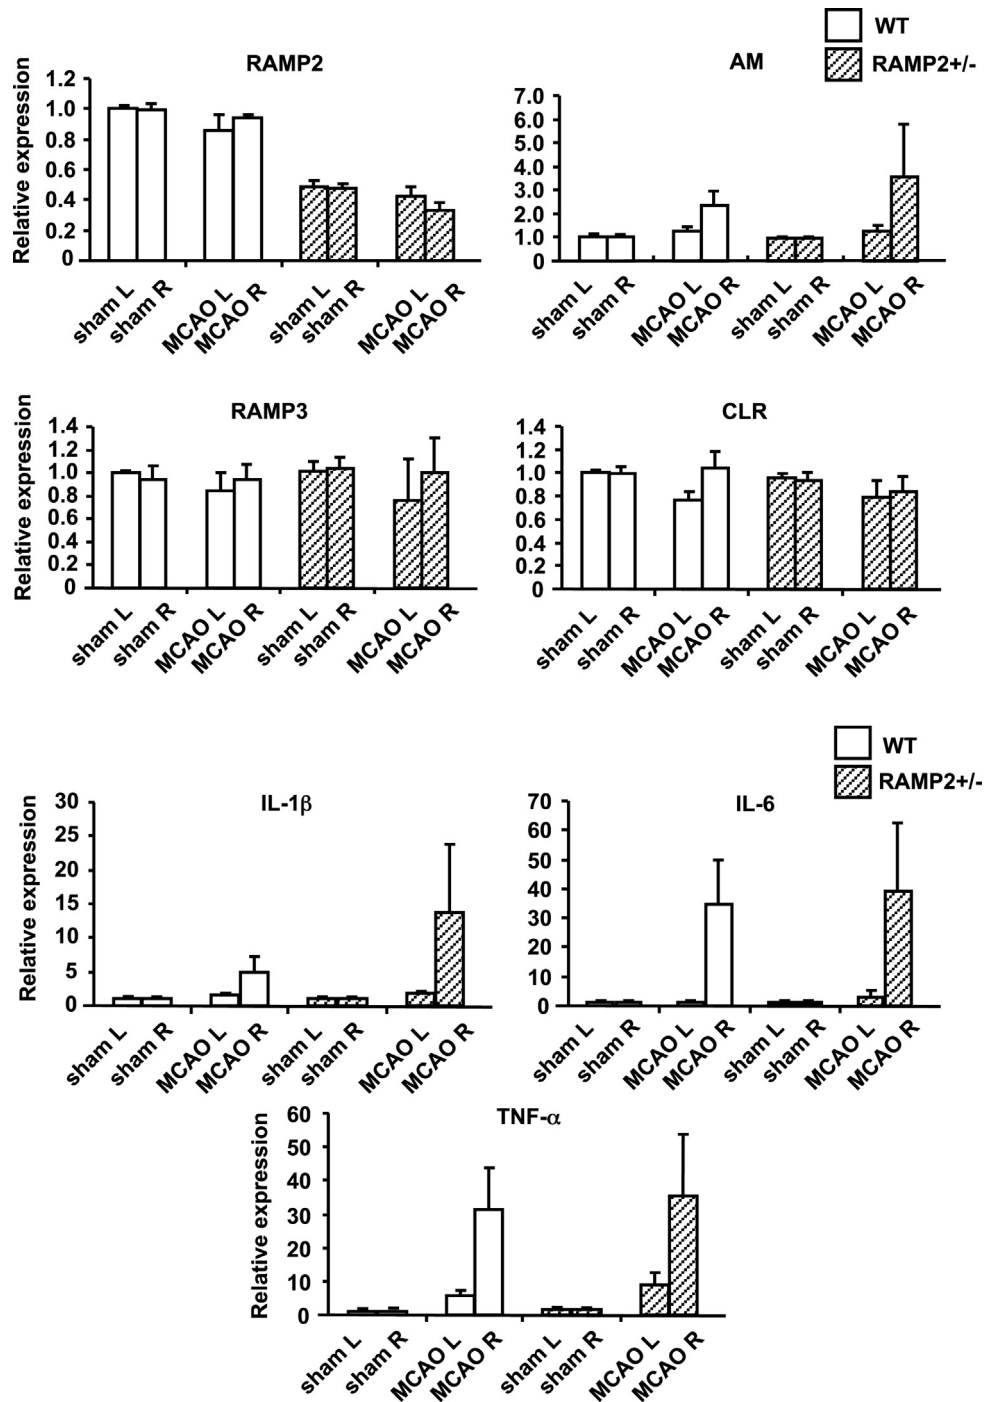 WT
RAMP2+/-
RAMP2
Relative expression
1.2
1.0
0.8
0.6
0.4
0.2
0
sham L
sham R
MCAO L
MCAO R
sham L
sham R
MCAO L
MCAO R
AM
7.0
6.0
5.0
4.0
3.0
2.0
1.0
0
sham L
sham R
MCAO L
MCAO R
sham L
sham R
MCAO L
MCAO R
RAMP3
Relative expression
1.4
1.2
1.0
0.8
0.6
0.4
0.2
0
sham L
sham R
MCAO L
MCAO R
sham L
sham R
MCAO L
MCAO R
CLR
1.4
1.2
1.0
0.8
0.6
0.4
0.2
0
sham L
sham R
MCAO L
MCAO R
sham L
sham R
MCAO L
MCAO R
WT
RAMP2+/-
IL-1β
Relative expression
30
25
20
15
10
5
0
sham L
sham R
MCAO L
MCAO R
sham L
sham R
MCAO L
MCAO R
IL-6
70
60
50
40
30
20
10
0
sham L
sham R
MCAO L
MCAO R
sham L
sham R
MCAO L
MCAO R
TNF-α
Relative expression
60
50
40
30
20
10
0
sham L
sham R
MCAO L
MCAO R
sham L
sham R
MCAO L
MCAO R